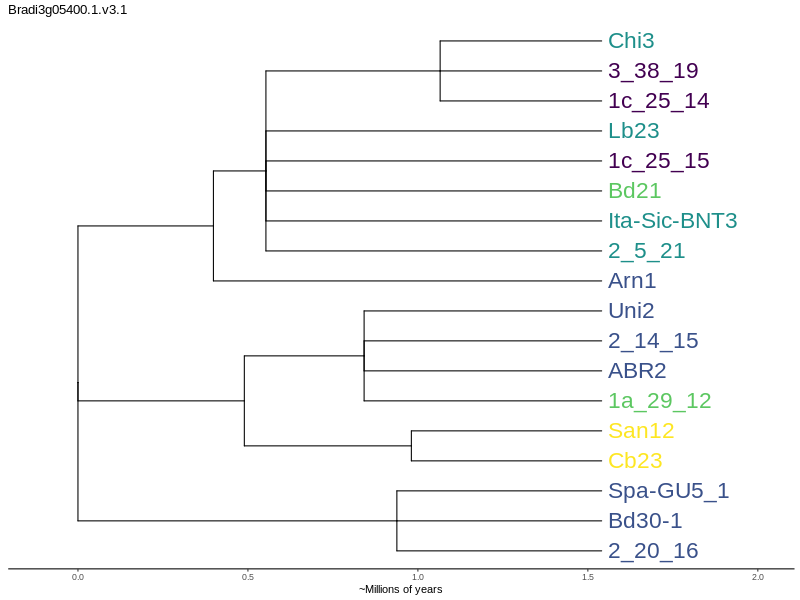 Bradi3g05400.1.v3.1
Chi3
3_38_19
1c_25_14
Lb23
1c_25_15
Bd21
Ita-Sic-BNT3
2_5_21
Arn1
Uni2
2_14_15
ABR2
1a_29_12
San12
Cb23
Spa-GU5_1
Bd30-1
2_20_16
0.0 0.5 1.0 1.5 2.0
~Millions of years